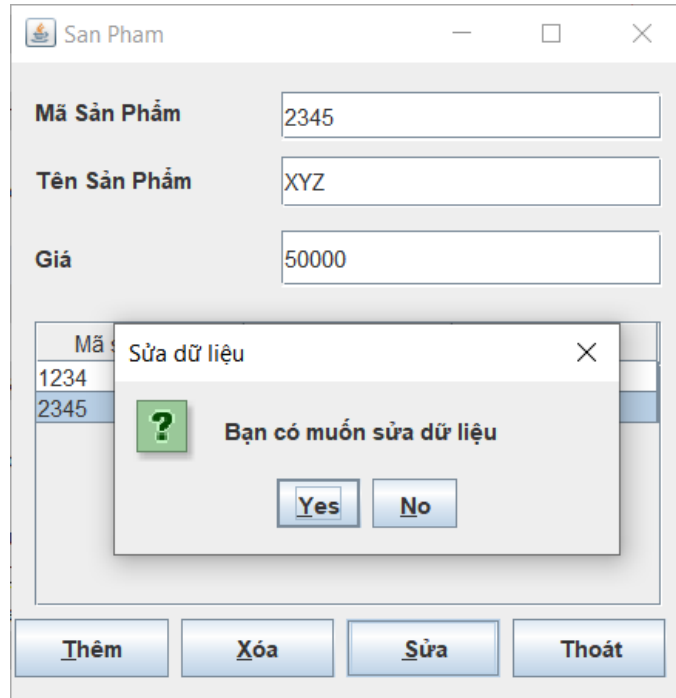 San Pham
Mã Sản Phẩm
2345
Tên Sản Phẩm
XYZ
Giá
50000
Mã
1234
2345
Sửa dữ liệu
Bạn có muốn sửa dữ liệu
Yes
No
Thêm
Xóa
Sửa
Thoát